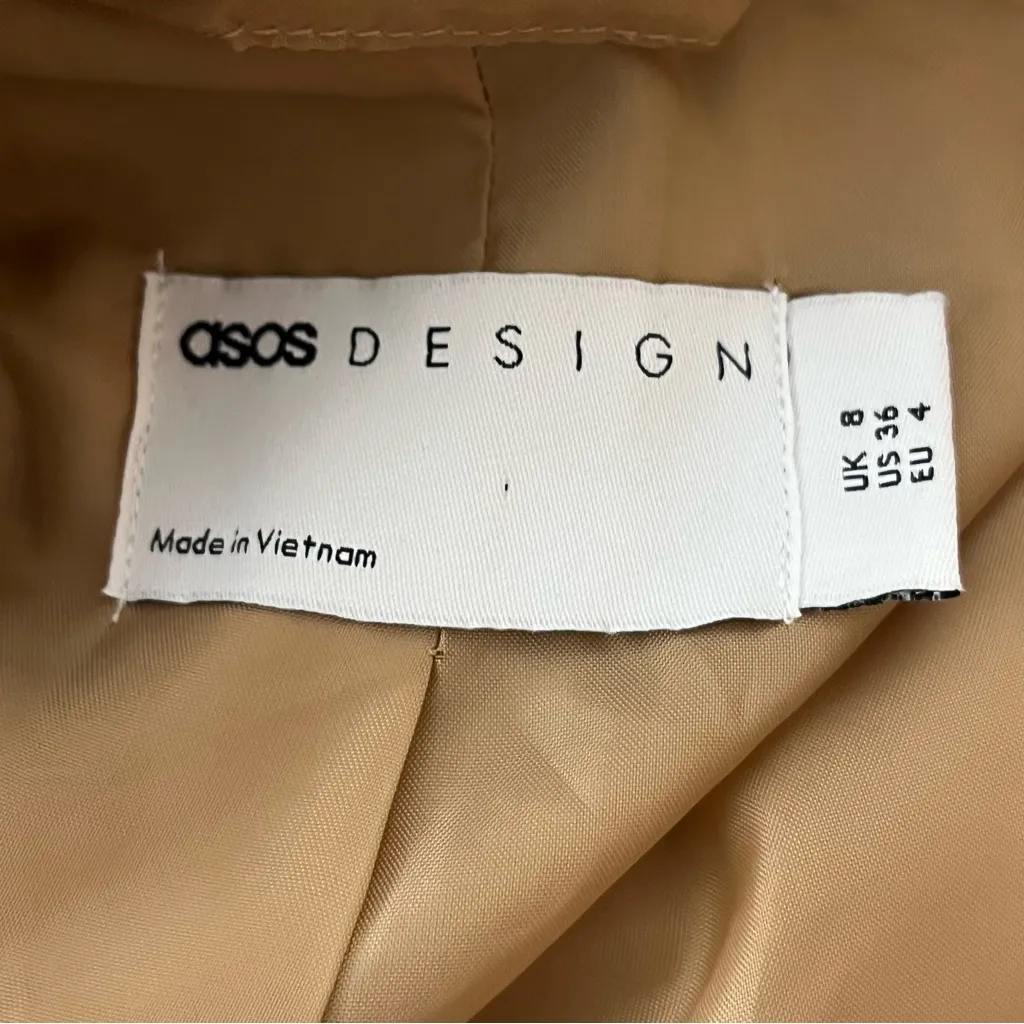 asos DESIGN
Made in Vietnam
UK 8
US 36
EU 4